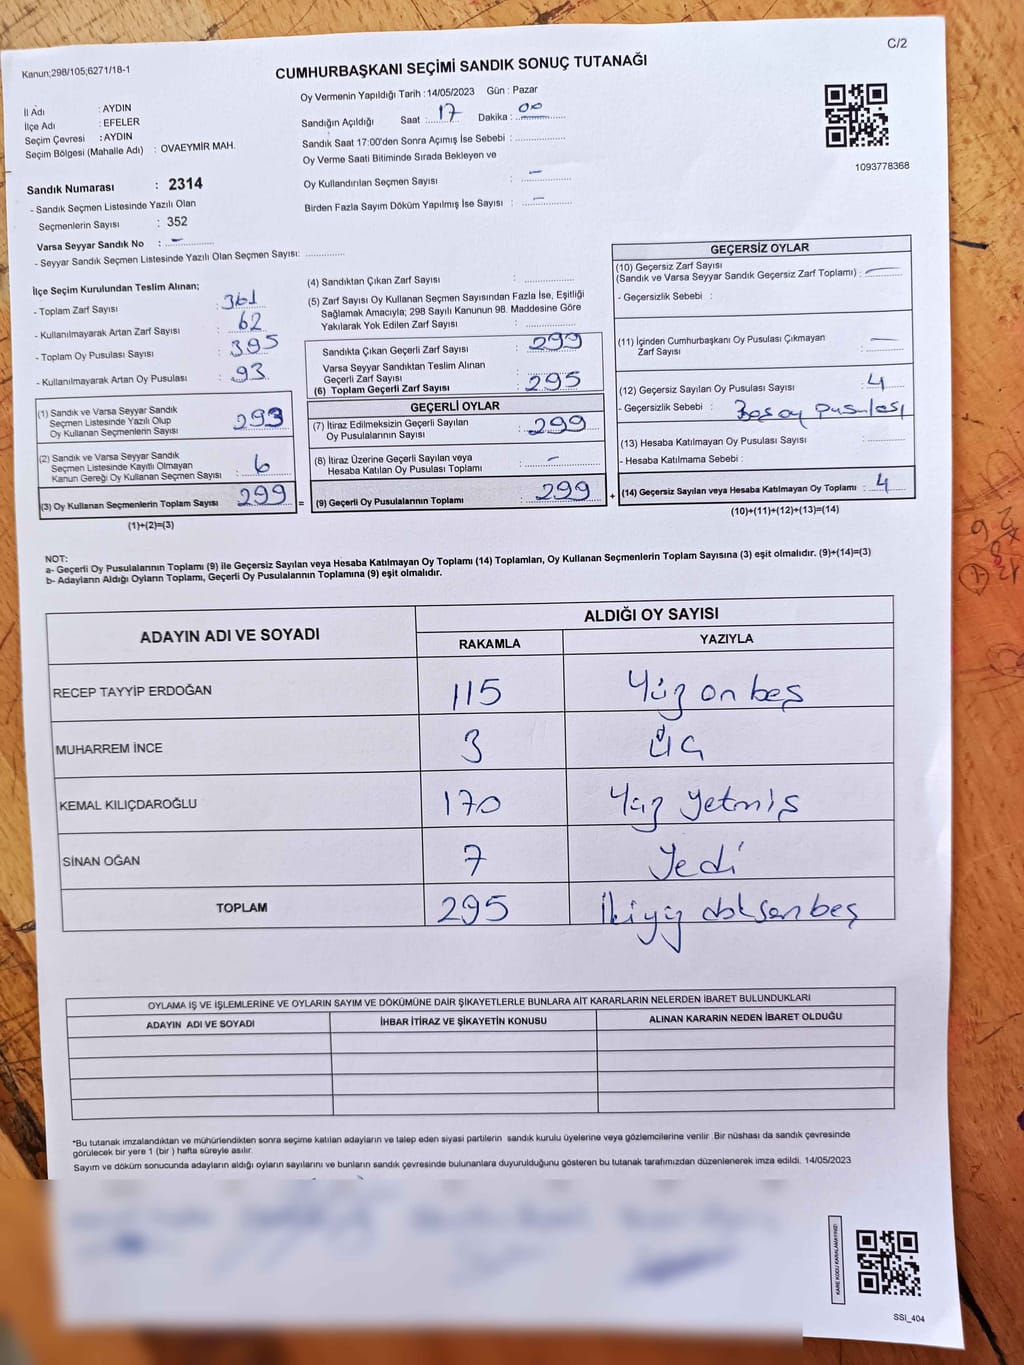 C/2
Kanun;298/105;6271/18-1
CUMHURBAŞKANI SEÇİMİ SANDIK SONUÇ TUTANAĞI
İl Adı : AYDIN
İlçe Adı : EFELER
Seçim Çevresi : AYDIN
Seçim Bölgesi (Mahalle Adı) : OVAEYMİR MAH.
Oy Vermenin Yapıldığı Tarih :14/05/2023 Gün : Pazar
Sandığın Açıldığı Saat :17 Dakika :00
Sandık Saat 17:00'den Sonra Açımış İse Sebebi :
Oy Verme Saati Bitiminde Sırada Bekleyen ve
Oy Kullandırılan Seçmen Sayısı : -
Birden Fazla Sayım Döküm Yapılmış İse Sayısı : -
1093778368
Sandık Numarası : 2314
- Sandık Seçmen Listesinde Yazılı Olan
Seçmenlerin Sayısı : 352
Varsa Seyyar Sandık No : -
- Seyyar Sandık Seçmen Listesinde Yazılı Olan Seçmen Sayısı:
İlçe Seçim Kurulundan Teslim Alınan;
- Toplam Zarf Sayısı : 361
- Kullanılmayarak Artan Zarf Sayısı : 62
- Toplam Oy Pusulası Sayısı : 395
- Kullanılmayarak Artan Oy Pusulası : 93
(1) Sandık ve Varsa Seyyar Sandık
Seçmen Listesinde Yazılı Olup
Oy Kullanan Seçmenlerin Sayısı : 293
(2) Sandık ve Varsa Seyyar Sandık
Seçmen Listesinde Kayıtlı Olmayan
Kanun Gereği Oy Kullanan Seçmen Sayısı : 6
(3) Oy Kullanan Seçmenlerin Toplam Sayısı : 299
(1)+(2)=(3)
(4) Sandıktan Çıkan Zarf Sayısı :
(5) Zarf Sayısı Oy Kullanan Seçmen Sayısından Fazla İse, Eşitliği
Sağlamak Amacıyla; 298 Sayılı Kanunun 98. Maddesine Göre
Yakılarak Yok Edilen Zarf Sayısı :
Sandıkta Çıkan Geçerli Zarf Sayısı : 299
Varsa Seyyar Sandıktan Teslim Alınan
Geçerli Zarf Sayısı :
(6) Toplam Geçerli Zarf Sayısı : 295
GEÇERLİ OYLAR
(7) İtiraz Edilmeksizin Geçerli Sayılan
Oy Pusulalarının Sayısı : 299
(8) İtiraz Üzerine Geçerli Sayılan veya
Hesaba Katılan Oy Pusulası Toplamı : -
= (9) Geçerli Oy Pusulalarının Toplamı : 299
GEÇERSİZ OYLAR
(10) Geçersiz Zarf Sayısı
(Sandık ve Varsa Seyyar Sandık Geçersiz Zarf Toplamı) : -
- Geçersizlik Sebebi :
(11) İçinden Cumhurbaşkanı Oy Pusulası Çıkmayan
Zarf Sayısı : -
(12) Geçersiz Sayılan Oy Pusulası Sayısı : 4
- Geçersizlik Sebebi : Boş oy pusulası
(13) Hesaba Katılmayan Oy Pusulası Sayısı :
- Hesaba Katılmama Sebebi :
+ (14) Geçersiz Sayılan veya Hesaba Katılmayan Oy Toplamı : 4
(10)+(11)+(12)+(13)=(14)
NOT:
a- Geçerli Oy Pusulalarının Toplamı (9) ile Geçersiz Sayılan veya Hesaba Katılmayan Oy Toplamı (14) Toplamları, Oy Kullanan Seçmenlerin Toplam Sayısına (3) eşit olmalıdır. (9)+(14)=(3)
b- Adayların Aldığı Oyların Toplamı, Geçerli Oy Pusulalarının Toplamına (9) eşit olmalıdır.
ADAYIN ADI VE SOYADI ALDIĞI OY SAYISI
RAKAMLA YAZIYLA
RECEP TAYYİP ERDOĞAN 115 Yüz on beş
MUHARREM İNCE 3 üç
KEMAL KILIÇDAROĞLU 170 Yüz yetmiş
SİNAN OĞAN 7 Yedi
TOPLAM 295 İkiyüz doksan beş
OYLAMA İŞ VE İŞLEMLERİNE VE OYLARIN SAYIM VE DÖKÜMÜNE DAİR ŞİKAYETLERLE BUNLARA AİT KARARLARIN NELERDEN İBARET BULUNDUKLARI
ADAYIN ADI VE SOYADI İHBAR İTİRAZ VE ŞİKAYETİN KONUSU ALINAN KARARIN NEDEN İBARET OLDUĞU
*Bu tutanak imzalandıktan ve mühürlendikten sonra seçime katılan adayların ve talep eden siyasi partilerin sandık kurulu üyelerine veya gözlemcilerine verilir .Bir nüshası da sandık çevresinde
görülecek bir yere 1 (bir ) hafta süreyle asılır.
Sayım ve döküm sonucunda adayların aldığı oyların sayılarını ve bunların sandık çevresinde bulunanlara duyurulduğunu gösteren bu tutanak tarafımızdan düzenlenerek imza edildi. 14/05/2023
KARE KODU KARALAMAYINIZ!
SSI_404